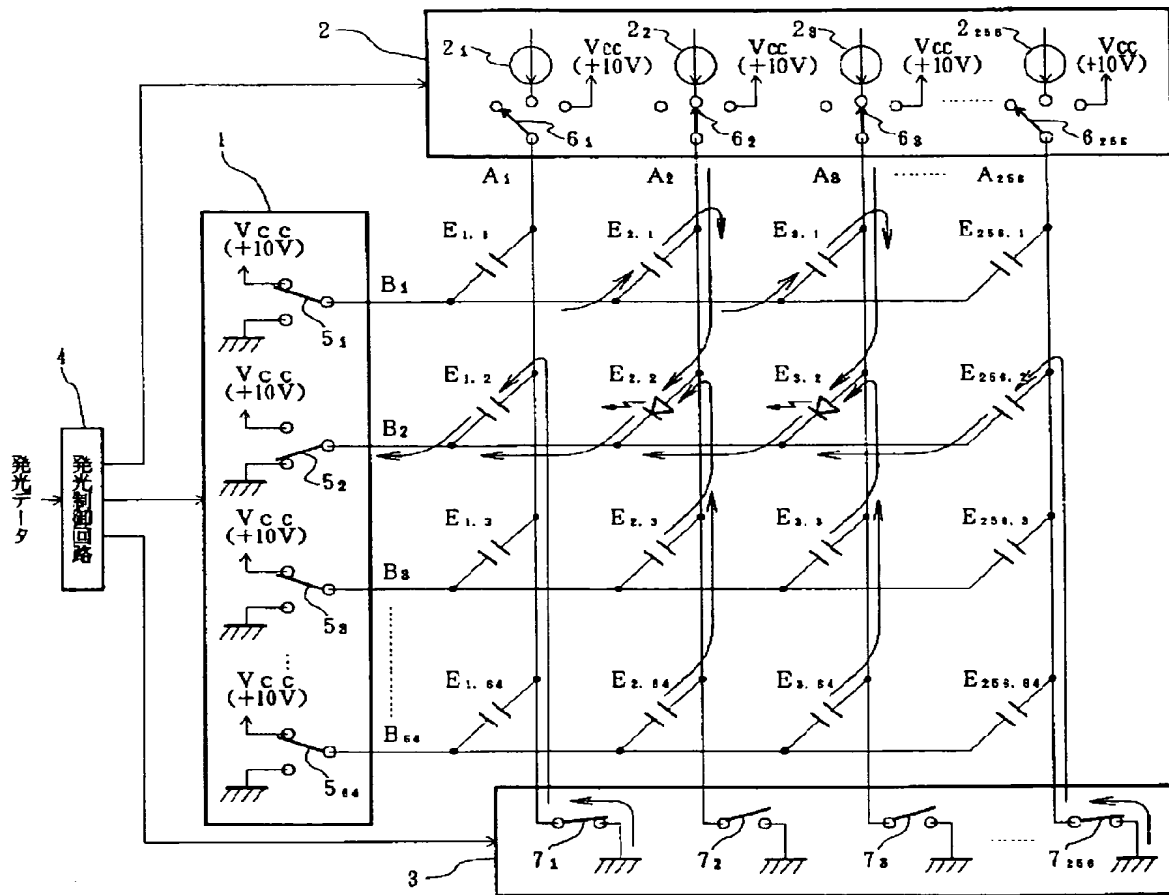 2
2₁
Vcc
(+10V)
2₂
Vcc
(+10V)
2₃
Vcc
(+10V)
2₂₅₆
Vcc
(+10V)
6₁
6₂
6₃
6₂₅₆
A₁
A₂
A₃
A₂₅₆
1
Vcc
(+10V)
5₁
B₁
E₁.₁
E₂.₁
E₃.₁
E₂₅₆.₁
4
発光データ
発光制御回路
Vcc
(+10V)
5₂
B₂
E₁.₂
E₂.₂
E₃.₂
E₂₅₆.₂
Vcc
(+10V)
5₃
B₃
E₁.₃
E₂.₃
E₃.₃
E₂₅₆.₃
Vcc
(+10V)
5₆₄
B₆₄
E₁.₆₄
E₂.₆₄
E₃.₆₄
E₂₅₆.₆₄
3
7₁
7₂
7₃
7₂₅₆